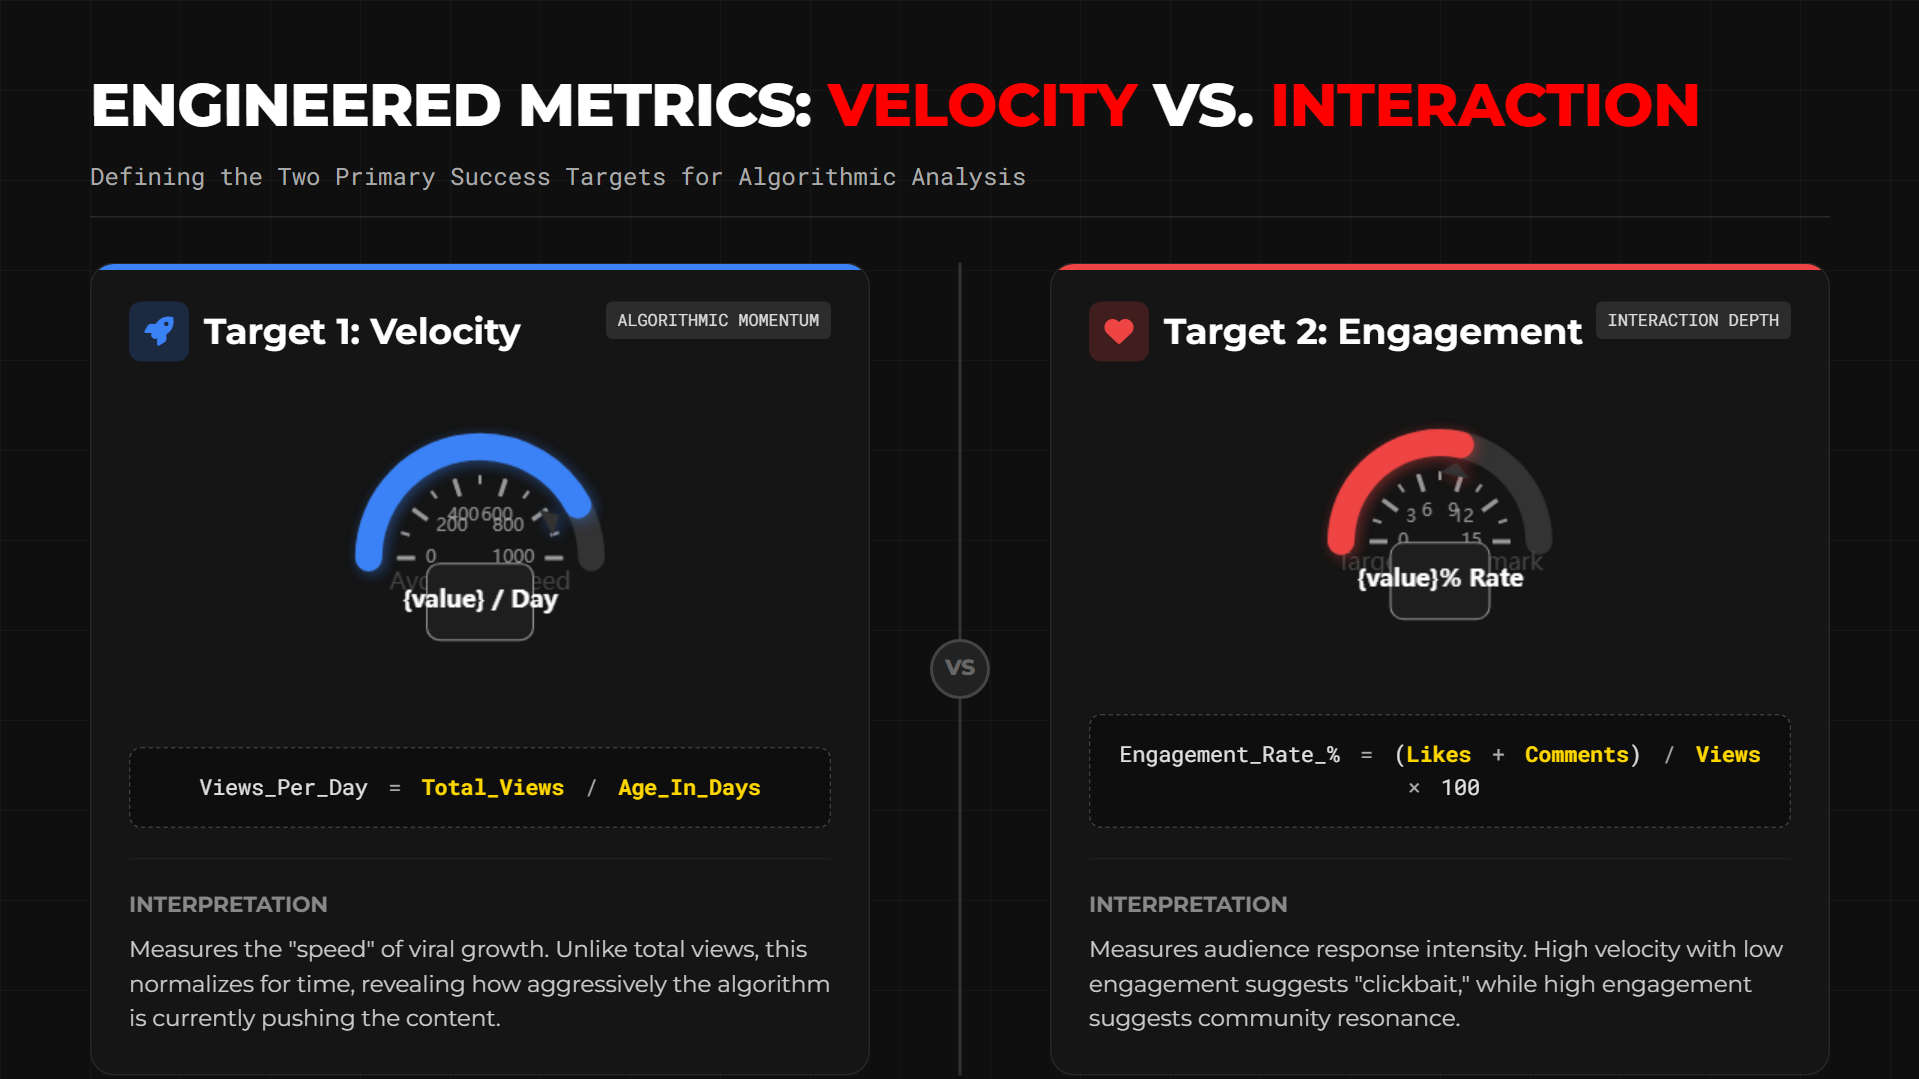 ENGINEERED METRICS: VELOCITY VS. INTERACTION
Defining the Two Primary Success Targets for Algorithmic Analysis
Target 1: Velocity
ALGORITHMIC MOMENTUM
0
200
400
600
800
1000
{value} / Day
Views_Per_Day = Total_Views / Age_In_Days
INTERPRETATION
Measures the "speed" of viral growth. Unlike total views, this
normalizes for time, revealing how aggressively the algorithm
is currently pushing the content.
VS
Target 2: Engagement
INTERACTION DEPTH
0
3
6
9
12
15
{value}% Rate
Engagement_Rate_% = (Likes + Comments) / Views
× 100
INTERPRETATION
Measures audience response intensity. High velocity with low
engagement suggests "clickbait," while high engagement
suggests community resonance.